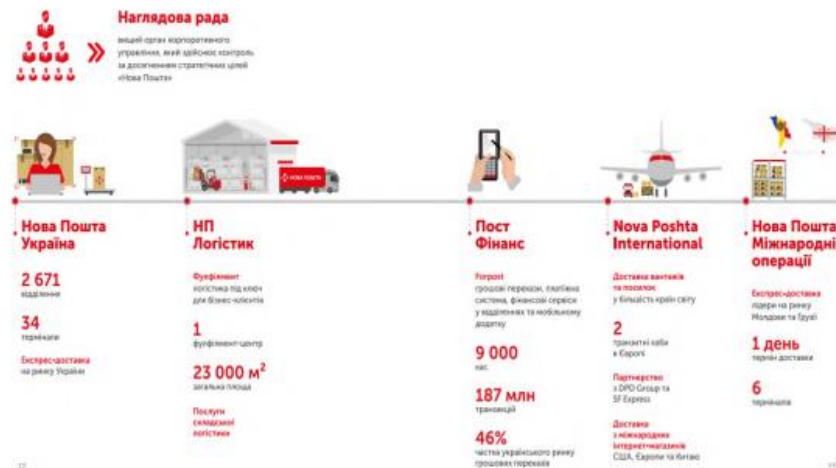 Наглядова рада
вищий орган корпоративного
управління, який здійснює контроль
за досягненням стратегічних цілей
«Нова Пошта»
НОВА ПОШТА
Нова Пошта
Україна
2 671
відділення
34
термінали
Експрес-доставка
на ринку України
НП
Логістик
Фулфілмент
логістика під ключ
для бізнес-клієнтів
1
фулфілмент-центр
23 000 м²
загальна площа
Послуги
складської
логістики
Пост
Фінанс
Forpost
грошові перекази, платіжна
система, фінансові сервіси
у відділеннях та мобільному
додатку
9 000
кас
187 млн
транзакцій
46%
частка українського ринку
грошових переказів
Nova Poshta
International
Доставка вантажів
та посилок
у більшість країн світу
2
транзитні хаби
в Європі
Партнерство
з DPD Group та
SF Express
Доставка
з міжнародних
інтернет-магазинів
США, Європи та Китаю
Нова Пошта
Міжнародні
операції
Експрес-доставка
лідери на ринку
Молдови та Грузії
1 день
термін доставки
6
терміналів